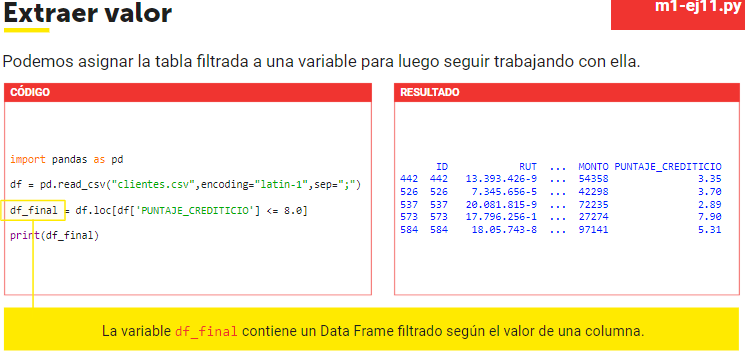 Extraer valor
m1-ej11.py
Podemos asignar la tabla filtrada a una variable para luego seguir trabajando con ella.
CÓDIGO
import pandas as pd
df = pd.read_csv("clientes.csv",encoding="latin-1",sep=";")
df_final = df.loc[df['PUNTAJE_CREDITICIO'] <= 8.0]
print(df_final)
RESULTADO
ID RUT ... MONTO PUNTAJE_CREDITICIO
442 442 13.393.426-9 ... 54358 3.35
526 526 7.345.656-5 ... 42298 3.70
537 537 20.081.815-9 ... 72235 2.89
573 573 17.796.256-1 ... 27274 7.90
584 584 18.05.743-8 ... 97141 5.31
La variable df_final contiene un Data Frame filtrado según el valor de una columna.